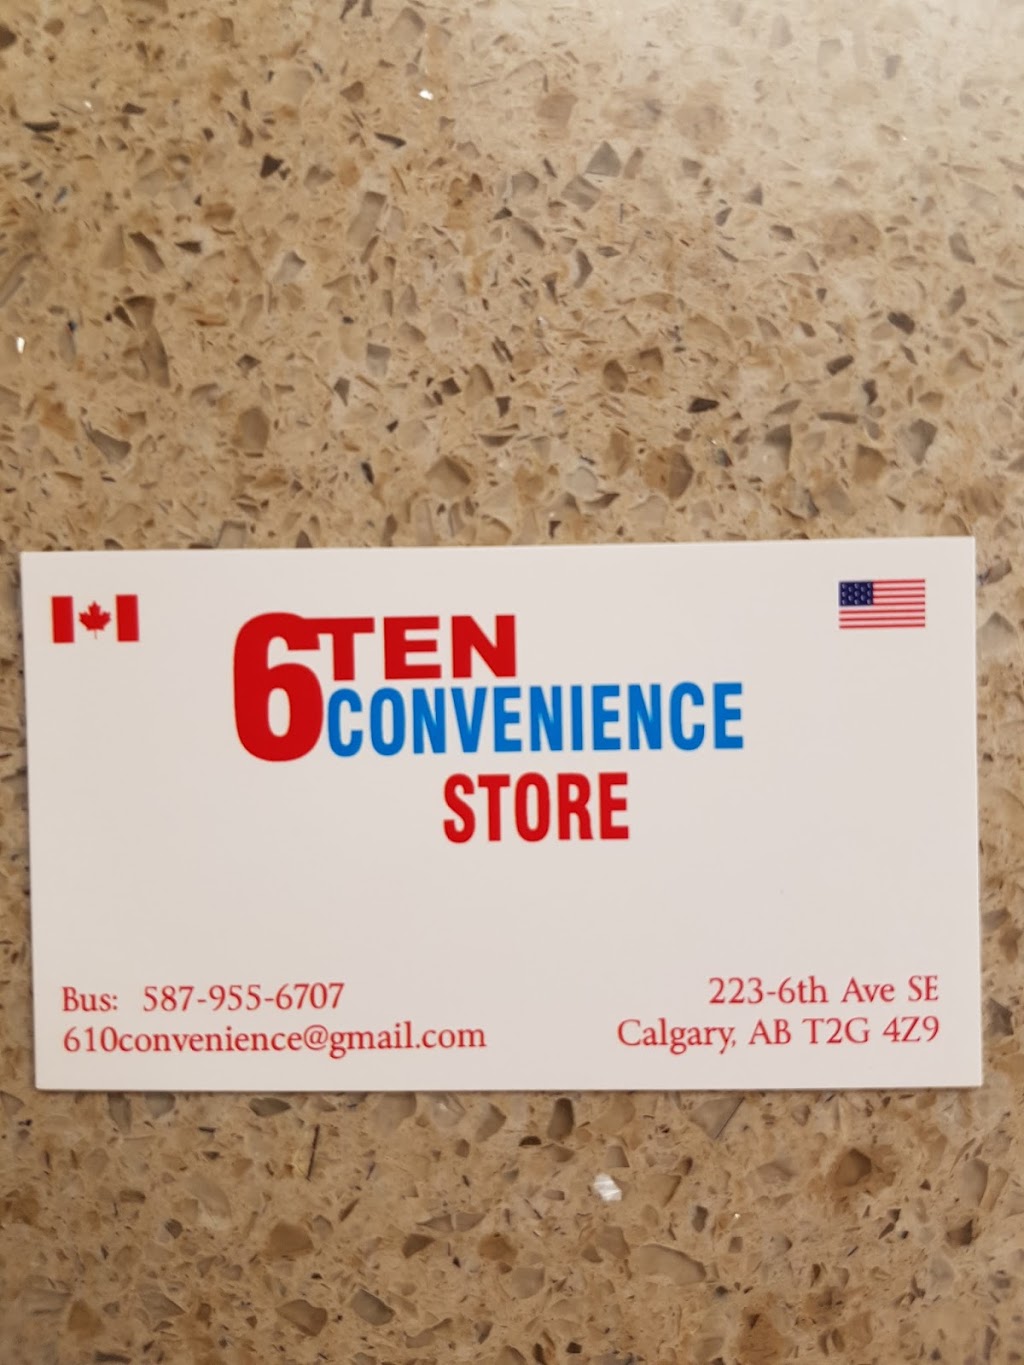 6TEN
CONVENIENCE
STORE
Bus: 587-955-6707
610convenience@gmail.com
223-6th Ave SE
Calgary, AB T2G 4Z9